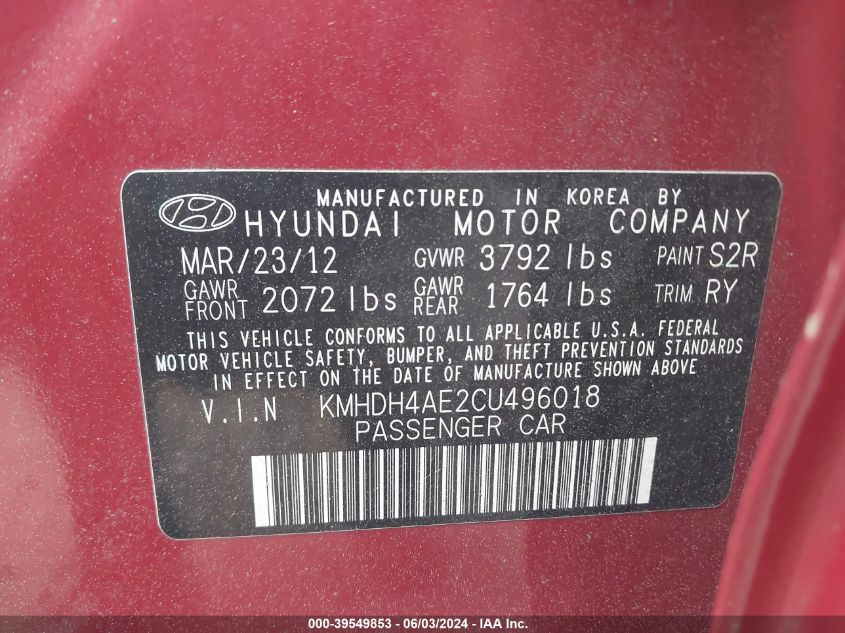 MANUFACTURED IN KOREA BY
HYUNDAI MOTOR COMPANY
MAR/23/12 GVWR 3792 lbs PAINT S2R
GAWR FRONT 2072 lbs GAWR REAR 1764 lbs TRIM RY
THIS VEHICLE CONFORMS TO ALL APPLICABLE U.S.A. FEDERAL
MOTOR VEHICLE SAFETY, BUMPER, AND THEFT PREVENTION STANDARDS
IN EFFECT ON THE DATE OF MANUFACTURE SHOWN ABOVE
V.I.N KMHDH4AE2CU496018
PASSENGER CAR
000-39549853 - 06/03/2024 - IAA Inc.